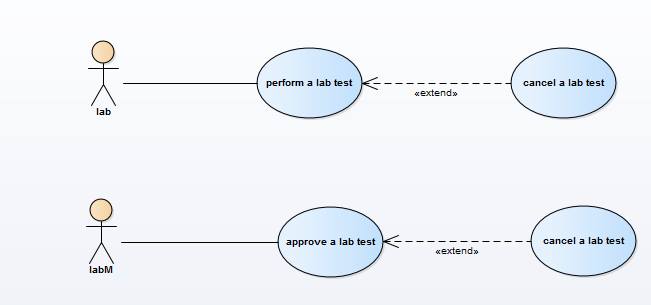 perform a lab test
cancel a lab test
«extend»
lab
approve a lab test
cancel a lab test
«extend»
labM